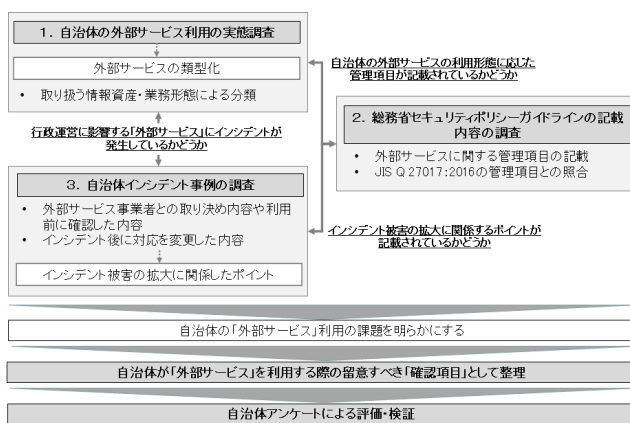 1. 自治体の外部サービス利用の実態調査
外部サービスの類型化
• 取り扱う情報資産・業務形態による分類
行政運営に影響する「外部サービス」にインシデントが
発生しているかどうか
3. 自治体インシデント事例の調査
• 外部サービス事業者との取り決め内容や利用
前に確認した内容
• インシデント後に対応を変更した内容
インシデント被害の拡大に関係したポイント
自治体の外部サービスの利用形態に応じた
管理項目が記載されているかどうか
2. 総務省セキュリティポリシーガイドラインの記載
内容の調査
• 外部サービスに関する管理項目の記載
• JIS Q 27017:2016の管理項目との照合
インシデント被害の拡大に関係するポイントが
記載されているかどうか
自治体の「外部サービス」利用の課題を明らかにする
自治体が「外部サービス」を利用する際の留意すべき「確認項目」として整理
自治体アンケートによる評価・検証